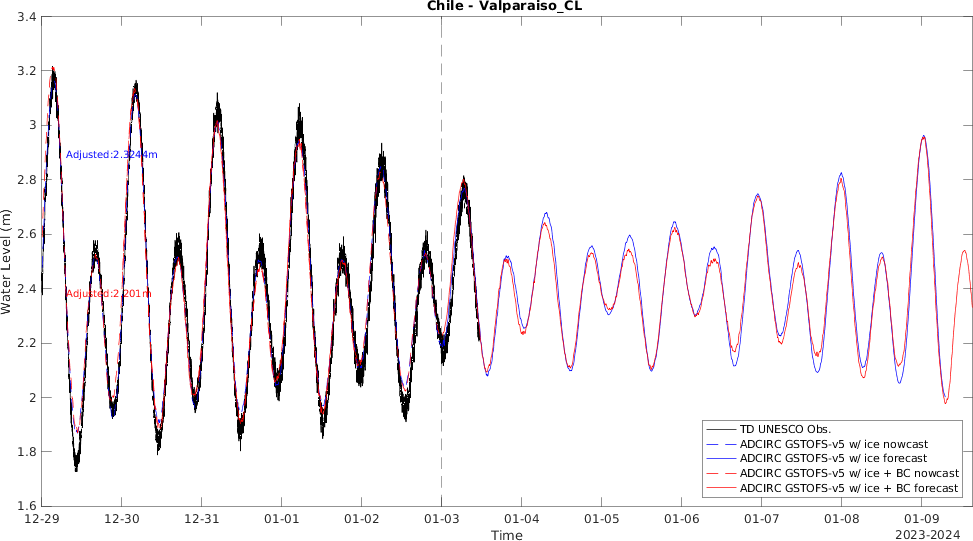 Chile - Valparaiso_CL
3.4
3.2
3
2.8
2.6
2.4
2.2
2
1.8
1.6
Water Level (m)
Adjusted:2.3244m
Adjusted:2.201m
TD UNESCO Obs.
ADCIRC GSTOFS-v5 w/ ice nowcast
ADCIRC GSTOFS-v5 w/ ice forecast
ADCIRC GSTOFS-v5 w/ ice + BC nowcast
ADCIRC GSTOFS-v5 w/ ice + BC forecast
12-29 12-30 12-31 01-01 01-02 01-03 01-04 01-05 01-06 01-07 01-08 01-09
Time
2023-2024